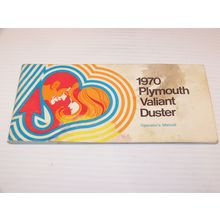 1970
Plymouth
Valiant
Duster
Operator's Manual